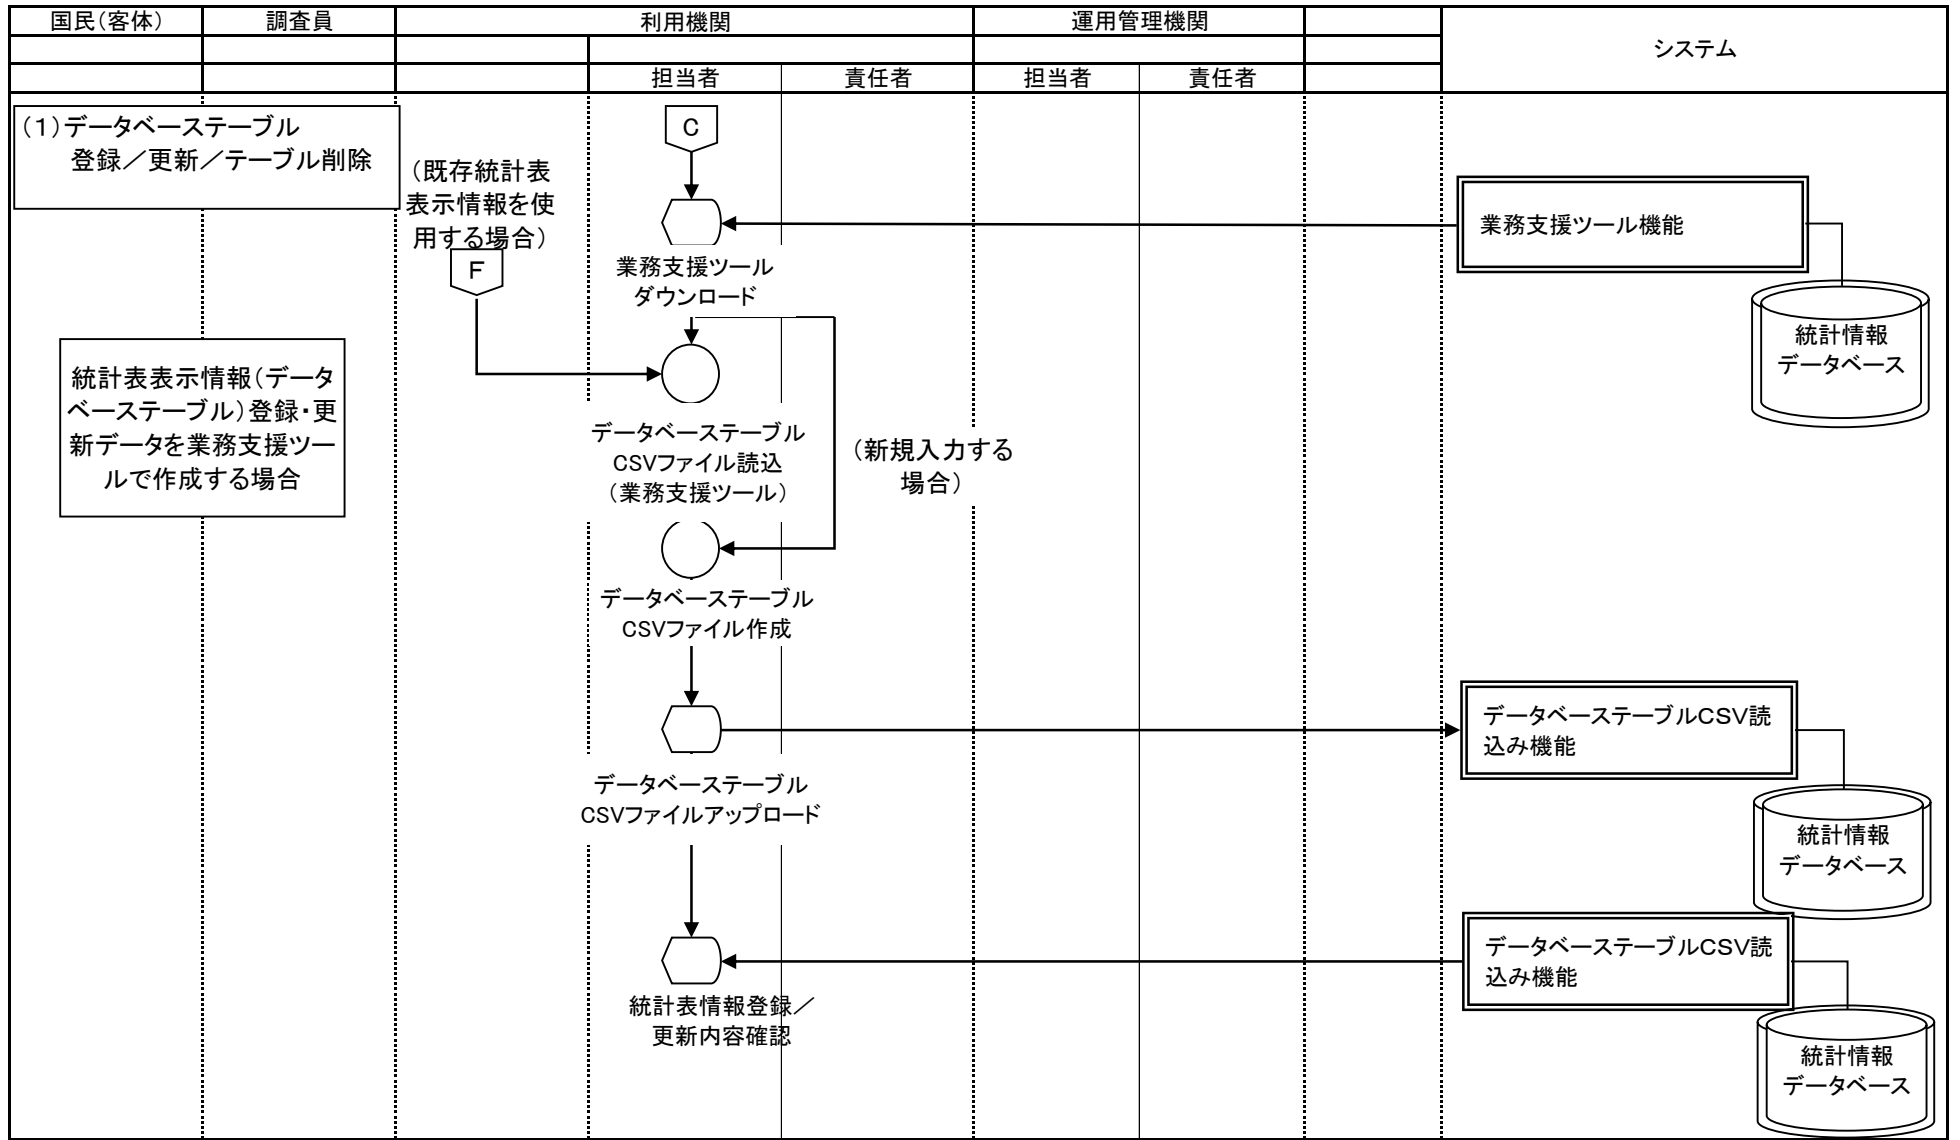 国民（客体）
調査員
利用機関
運用管理機関
システム
担当者
責任者
担当者
責任者
（１）データベーステーブル
登録／更新／テーブル削除
C
（既存統計表
表示情報を使
用する場合）
F
業務支援ツール
ダウンロード
業務支援ツール機能
統計情報
データベース
統計表表示情報（データ
ベーステーブル）登録・更
新データを業務支援ツー
ルで作成する場合
データベーステーブル
CSVファイル読込
（業務支援ツール）
（新規入力する
場合）
データベーステーブル
CSVファイル作成
データベーステーブルCSV読
込み機能
データベーステーブル
CSVファイルアップロード
統計情報
データベース
データベーステーブルCSV読
込み機能
統計表情報登録／
更新内容確認
統計情報
データベース